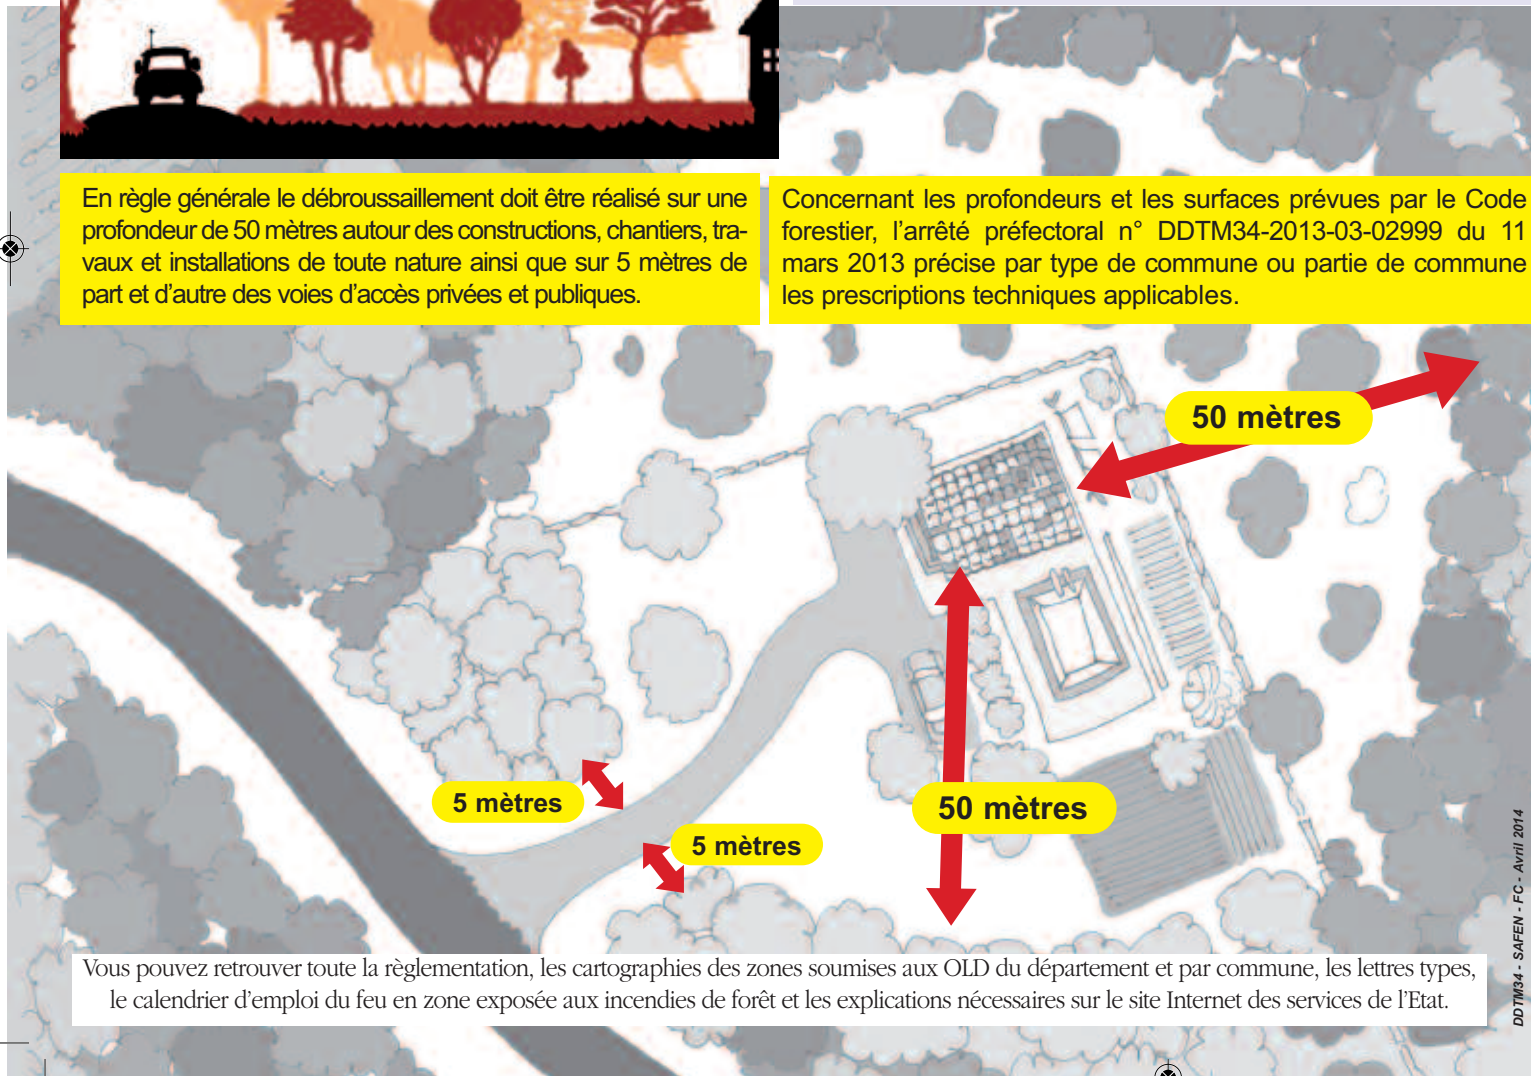 En règle générale le débroussaillement doit être réalisé sur une
profondeur de 50 mètres autour des constructions, chantiers, tra-
vaux et installations de toute nature ainsi que sur 5 mètres de
part et d'autre des voies d'accès privées et publiques.
Concernant les profondeurs et les surfaces prévues par le Code
forestier, l'arrêté préfectoral n° DDTM34-2013-03-02999 du 11
mars 2013 précise par type de commune ou partie de commune
les prescriptions techniques applicables.
50 mètres
5 mètres
50 mètres
5 mètres
Vous pouvez retrouver toute la règlementation, les cartographies des zones soumises aux OLD du département et par commune, les lettres types,
le calendrier d'emploi du feu en zone exposée aux incendies de forêt et les explications nécessaires sur le site Internet des services de l'Etat.
DDTM34 - SAFEN - FC - Avril 2014